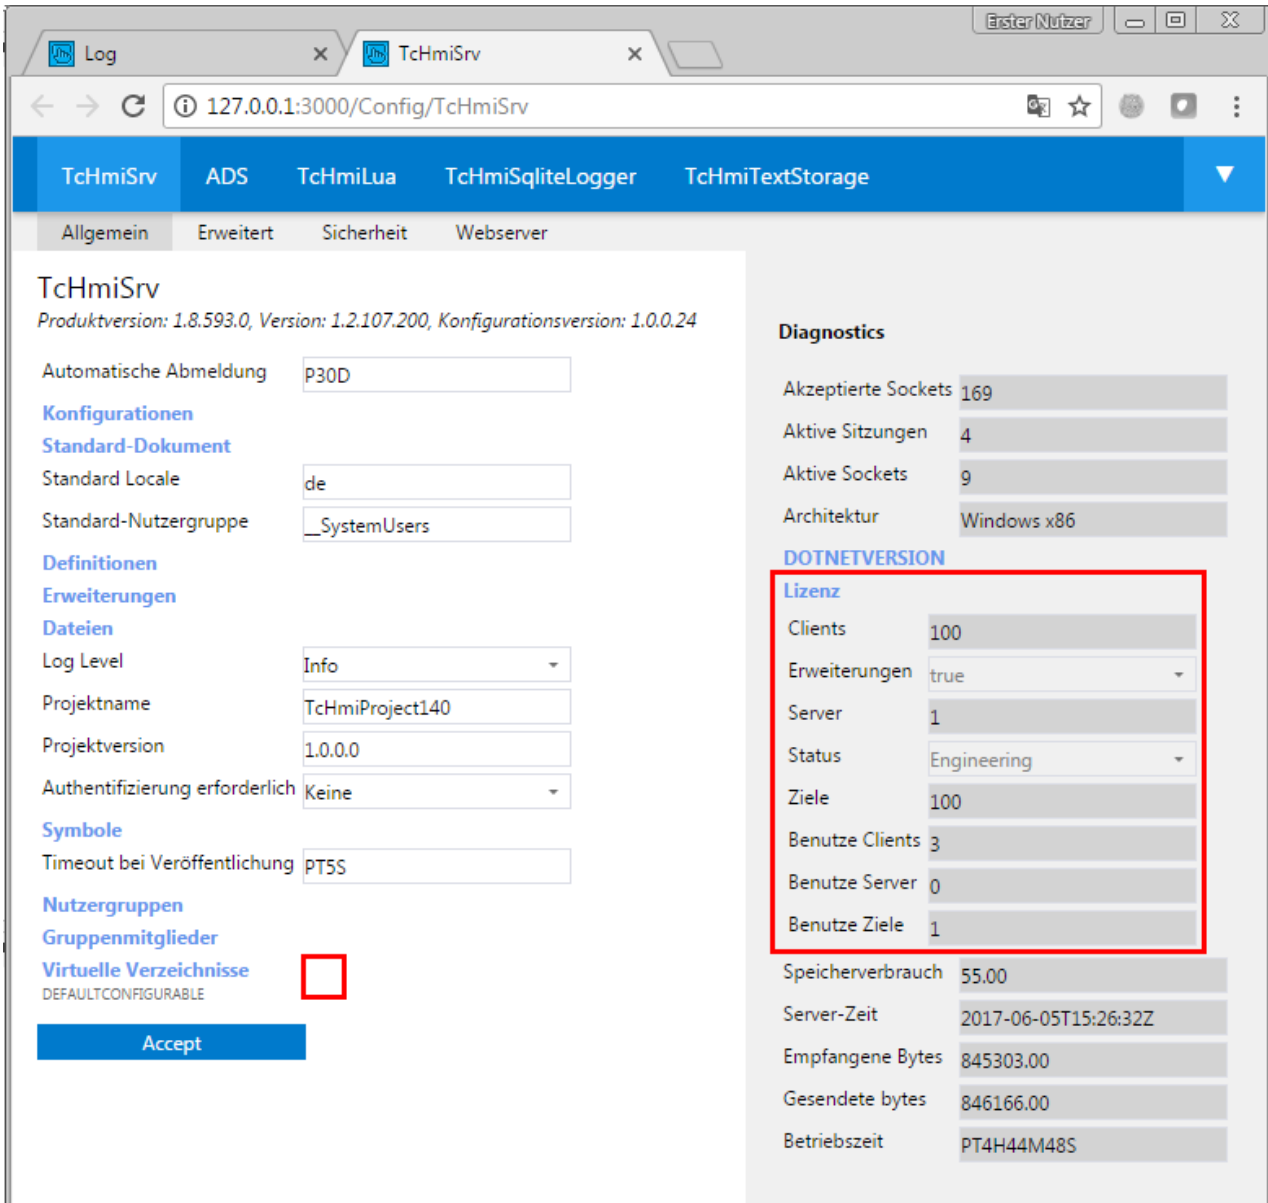 Erster Nutzer
Log
TcHmiSrv
127.0.0.1:3000/Config/TcHmiSrv
TcHmiSrv ADS TcHmiLua TcHmiSqliteLogger TcHmiTextStorage
Allgemein Erweitert Sicherheit Webserver
TcHmiSrv
Produktversion: 1.8.593.0, Version: 1.2.107.200, Konfigurationsversion: 1.0.0.24
Automatische Abmeldung P30D
Konfigurationen
Standard-Dokument
Standard Locale de
Standard-Nutzergruppe __SystemUsers
Definitionen
Erweiterungen
Dateien
Log Level Info
Projektname TcHmiProject140
Projektversion 1.0.0.0
Authentifizierung erforderlich Keine
Symbole
Timeout bei Veröffentlichung PT5S
Nutzergruppen
Gruppenmitglieder
Virtuelle Verzeichnisse
DEFAULTCONFIGURABLE
Accept
Diagnostics
Akzeptierte Sockets 169
Aktive Sitzungen 4
Aktive Sockets 9
Architektur Windows x86
DOTNETVERSION
Lizenz
Clients 100
Erweiterungen true
Server 1
Status Engineering
Ziele 100
Benutze Clients 3
Benutze Server 0
Benutze Ziele 1
Speicherverbrauch 55.00
Server-Zeit 2017-06-05T15:26:32Z
Empfangene Bytes 845303.00
Gesendete bytes 846166.00
Betriebszeit PT4H44M48S